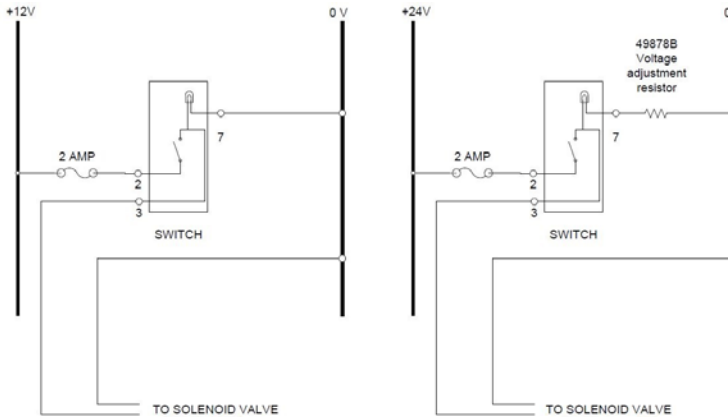 +12V
0 V
2 AMP
7
2
3
SWITCH
TO SOLENOID VALVE
+24V
0
49878B
Voltage
adjustment
resistor
2 AMP
7
2
3
SWITCH
TO SOLENOID VALVE